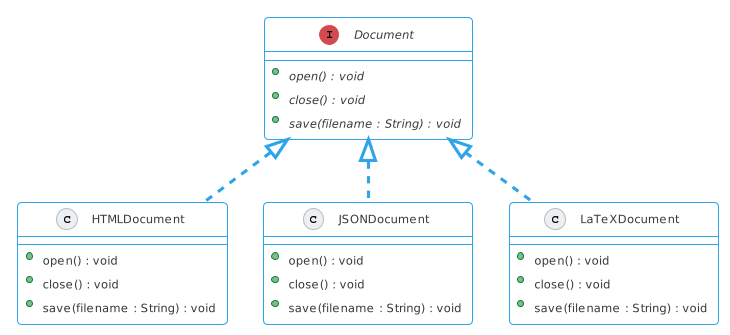 I Document
open() : void
close() : void
save(filename : String) : void
C HTMLDocument
open() : void
close() : void
save(filename : String) : void
C JSONDocument
open() : void
close() : void
save(filename : String) : void
C LaTeXDocument
open() : void
close() : void
save(filename : String) : void